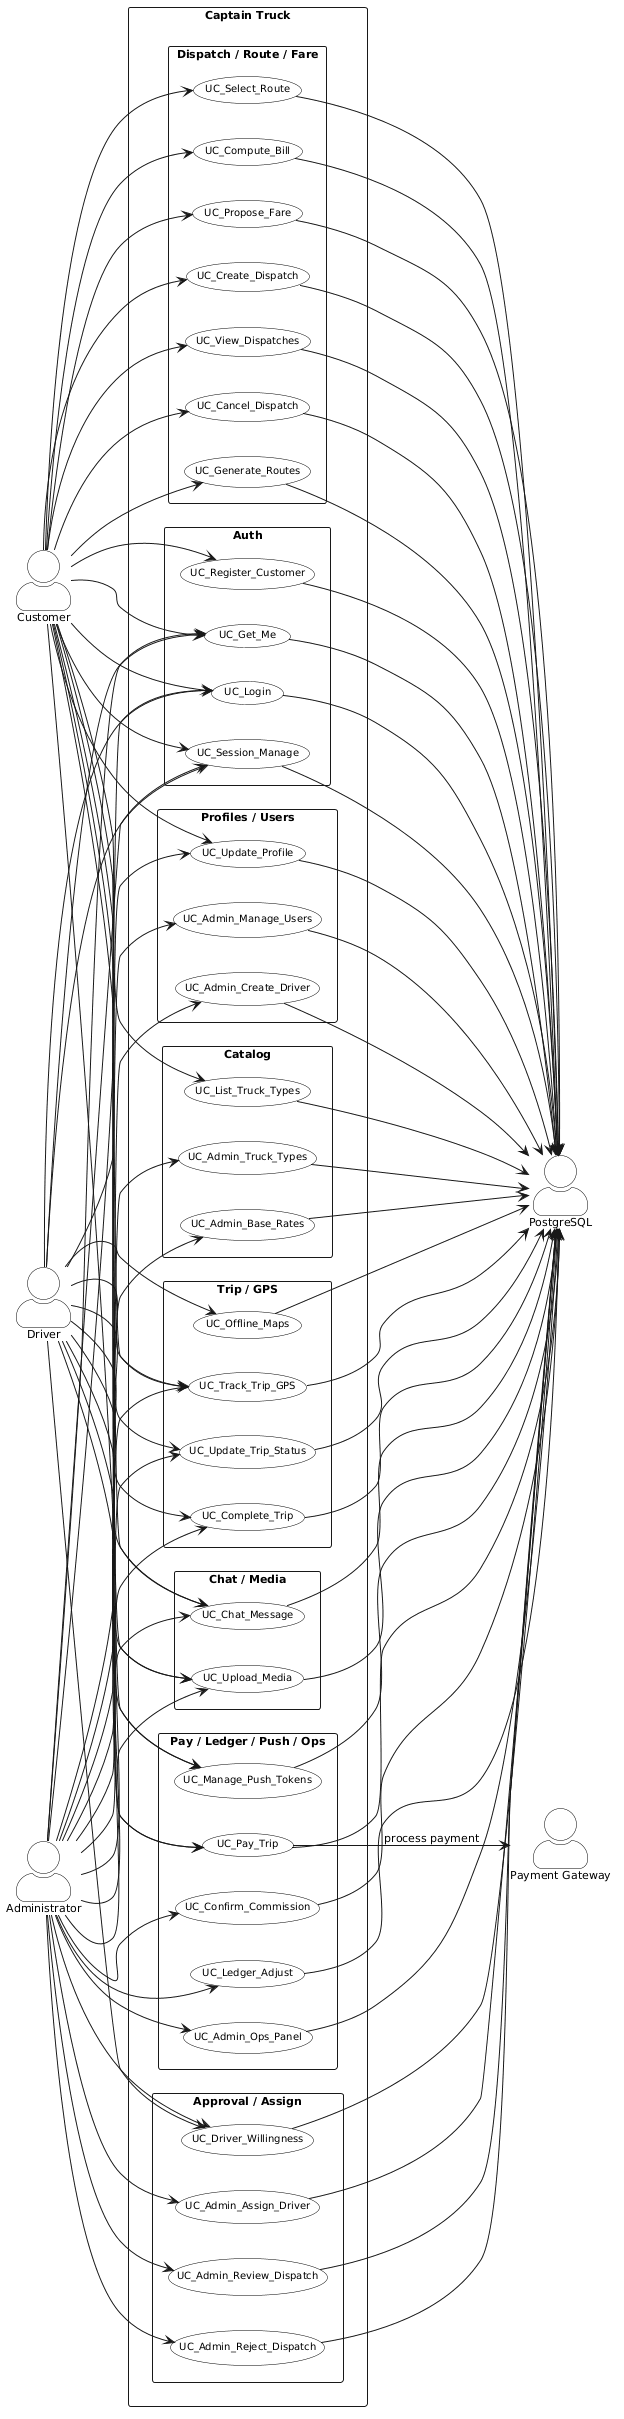 Captain Truck
Dispatch / Route / Fare
UC_Select_Route
UC_Compute_Bill
UC_Propose_Fare
UC_Create_Dispatch
UC_View_Dispatches
UC_Cancel_Dispatch
UC_Generate_Routes
Auth
UC_Register_Customer
Customer
UC_Get_Me
UC_Login
UC_Session_Manage
Profiles / Users
UC_Update_Profile
UC_Admin_Manage_Users
UC_Admin_Create_Driver
Catalog
UC_List_Truck_Types
UC_Admin_Truck_Types
UC_Admin_Base_Rates
PostgreSQL
Trip / GPS
UC_Offline_Maps
Driver
UC_Track_Trip_GPS
UC_Update_Trip_Status
UC_Complete_Trip
Chat / Media
UC_Chat_Message
UC_Upload_Media
Pay / Ledger / Push / Ops
UC_Manage_Push_Tokens
UC_Pay_Trip
process payment
Payment Gateway
Administrator
UC_Confirm_Commission
UC_Ledger_Adjust
UC_Admin_Ops_Panel
Approval / Assign
UC_Driver_Willingness
UC_Admin_Assign_Driver
UC_Admin_Review_Dispatch
UC_Admin_Reject_Dispatch